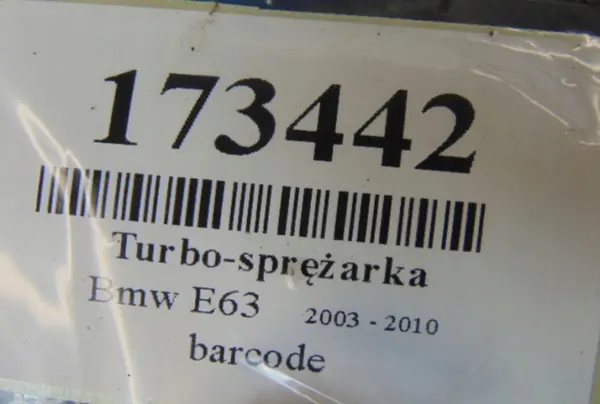 173442
Turbo-sprężarka
Bmw E63 2003 - 2010
barcode